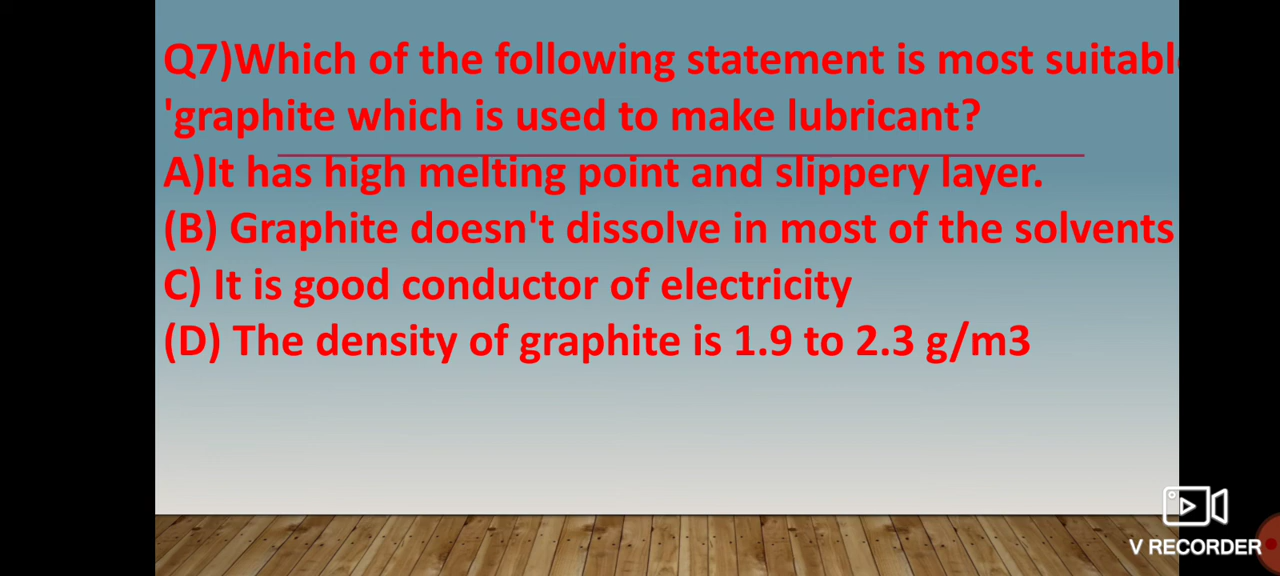 Q7)Which of the following statement is most suitabl
'graphite which is used to make lubricant?
A)It has high melting point and slippery layer.
(B) Graphite doesn't dissolve in most of the solvents
C) It is good conductor of electricity
(D) The density of graphite is 1.9 to 2.3 g/m3
V RECORDER